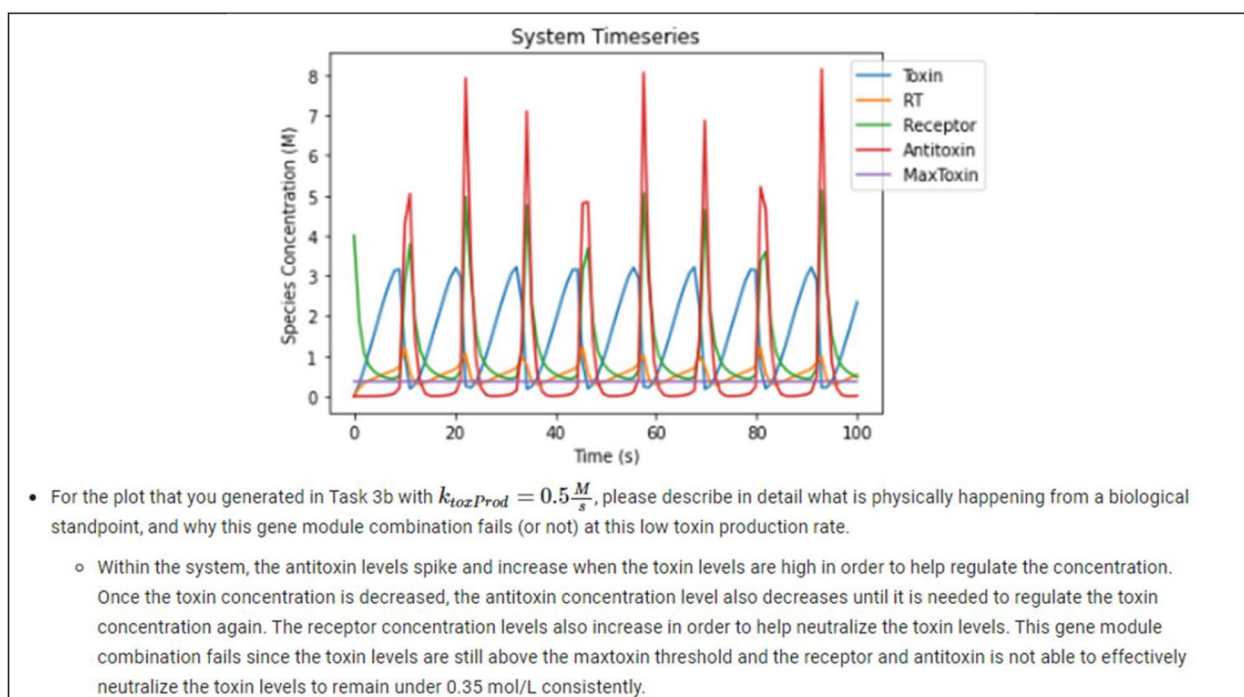 System Timeseries
Species Concentration (M)
8
7
6
5
4
3
2
1
0
0 20 40 60 80 100
Time (s)
Toxin
RT
Receptor
Antitoxin
MaxToxin
• For the plot that you generated in Task 3b with k_toxProd = 0.5 M/s, please describe in detail what is physically happening from a biological
standpoint, and why this gene module combination fails (or not) at this low toxin production rate.
○ Within the system, the antitoxin levels spike and increase when the toxin levels are high in order to help regulate the concentration.
Once the toxin concentration is decreased, the antitoxin concentration level also decreases until it is needed to regulate the toxin
concentration again. The receptor concentration levels also increase in order to help neutralize the toxin levels. This gene module
combination fails since the toxin levels are still above the maxtoxin threshold and the receptor and antitoxin is not able to effectively
neutralize the toxin levels to remain under 0.35 mol/L consistently.